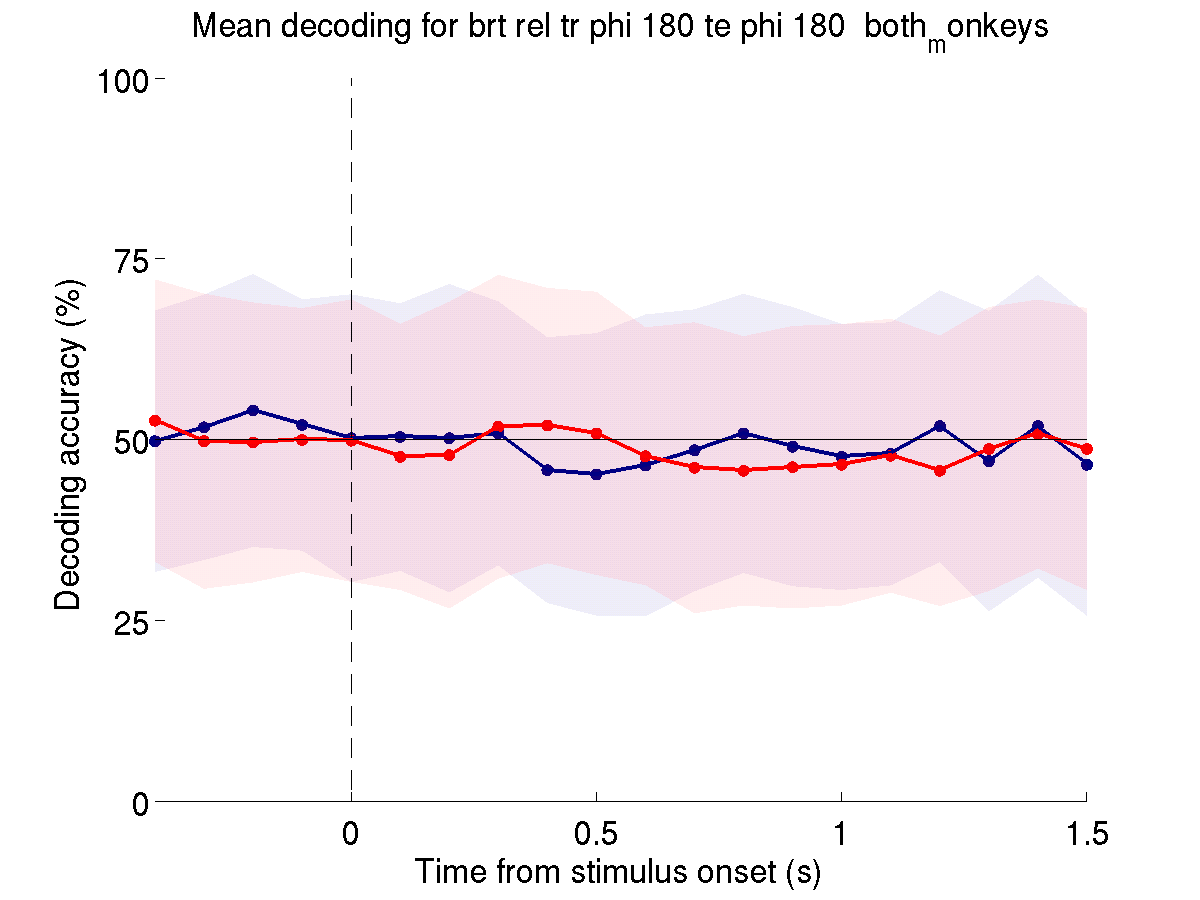 Mean decoding for brt rel tr phi 180 te phi 180  both_monkeys
100
75
50
25
0
Decoding accuracy (%)
0 0.5 1 1.5
Time from stimulus onset (s)